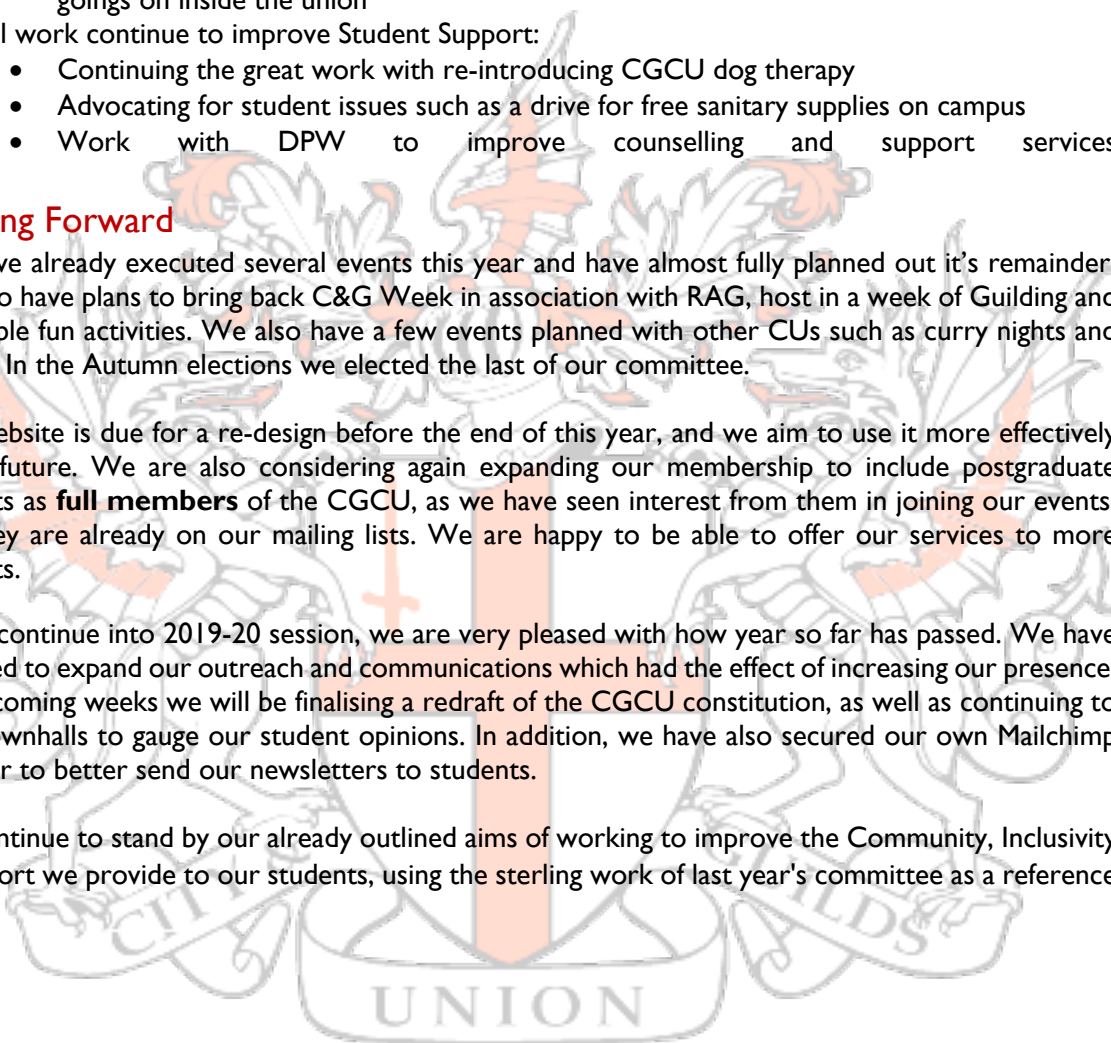 goings on inside the union
l work continue to improve Student Support:
• Continuing the great work with re-introducing CGCU dog therapy
• Advocating for student issues such as a drive for free sanitary supplies on campus
• Work with DPW to improve counselling and support services
ng Forward
ve already executed several events this year and have almost fully planned out it's remainder
o have plans to bring back C&G Week in association with RAG, host in a week of Guilding and
ple fun activities. We also have a few events planned with other CUs such as curry nights and
. In the Autumn elections we elected the last of our committee.
ebsite is due for a re-design before the end of this year, and we aim to use it more effectively
future. We are also considering again expanding our membership to include postgraduate
ts as full members of the CGCU, as we have seen interest from them in joining our events
ey are already on our mailing lists. We are happy to be able to offer our services to more
ts.
continue into 2019-20 session, we are very pleased with how year so far has passed. We have
ed to expand our outreach and communications which had the effect of increasing our presence
coming weeks we will be finalising a redraft of the CGCU constitution, as well as continuing to
ownhalls to gauge our student opinions. In addition, we have also secured our own Mailchimp
r to better send our newsletters to students.
ntinue to stand by our already outlined aims of working to improve the Community, Inclusivity
ort we provide to our students, using the sterling work of last year's committee as a reference
CITY GUILDS
UNION